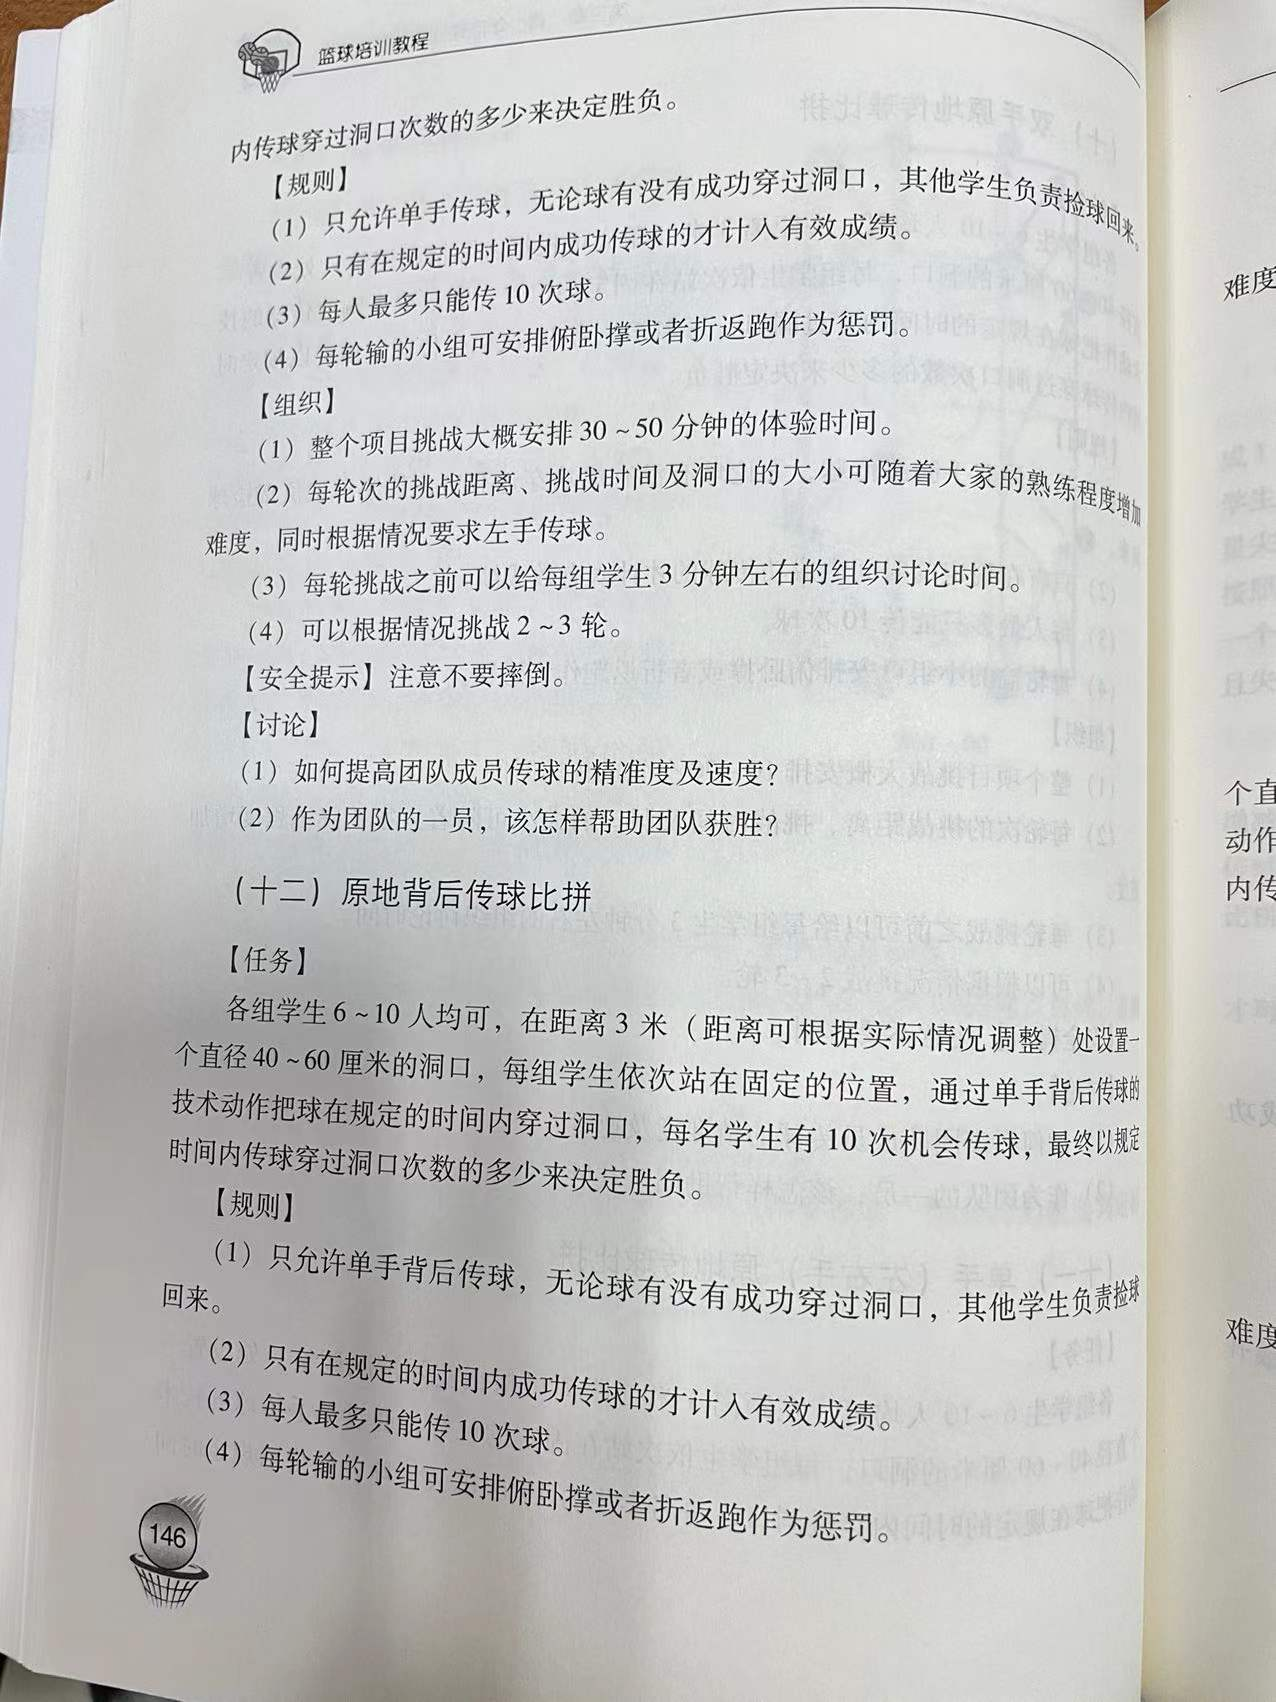 篮球培训教程
内传球穿过洞口次数的多少来决定胜负。
【规则】
（1）只允许单手传球，无论球有没有成功穿过洞口，其他学生负责捡球回来。
（2）只有在规定的时间内成功传球的才计入有效成绩。
（3）每人最多只能传 10 次球。
（4）每轮输的小组可安排俯卧撑或者折返跑作为惩罚。
【组织】
（1）整个项目挑战大概安排 30～50 分钟的体验时间。
（2）每轮次的挑战距离、挑战时间及洞口的大小可随着大家的熟练程度增加
难度，同时根据情况要求左手传球。
（3）每轮挑战之前可以给每组学生 3 分钟左右的组织讨论时间。
（4）可以根据情况挑战 2～3 轮。
【安全提示】注意不要摔倒。
【讨论】
（1）如何提高团队成员传球的精准度及速度？
（2）作为团队的一员，该怎样帮助团队获胜？
（十二）原地背后传球比拼
【任务】
各组学生 6～10 人均可，在距离 3 米（距离可根据实际情况调整）处设置一
个直径 40～60 厘米的洞口，每组学生依次站在固定的位置，通过单手背后传球的
技术动作把球在规定的时间内穿过洞口，每名学生有 10 次机会传球，最终以规定
时间内传球穿过洞口次数的多少来决定胜负。
【规则】
（1）只允许单手背后传球，无论球有没有成功穿过洞口，其他学生负责捡球
回来。
（2）只有在规定的时间内成功传球的才计入有效成绩。
（3）每人最多只能传 10 次球。
（4）每轮输的小组可安排俯卧撑或者折返跑作为惩罚。
146
难度
个直
动作
内传
难度